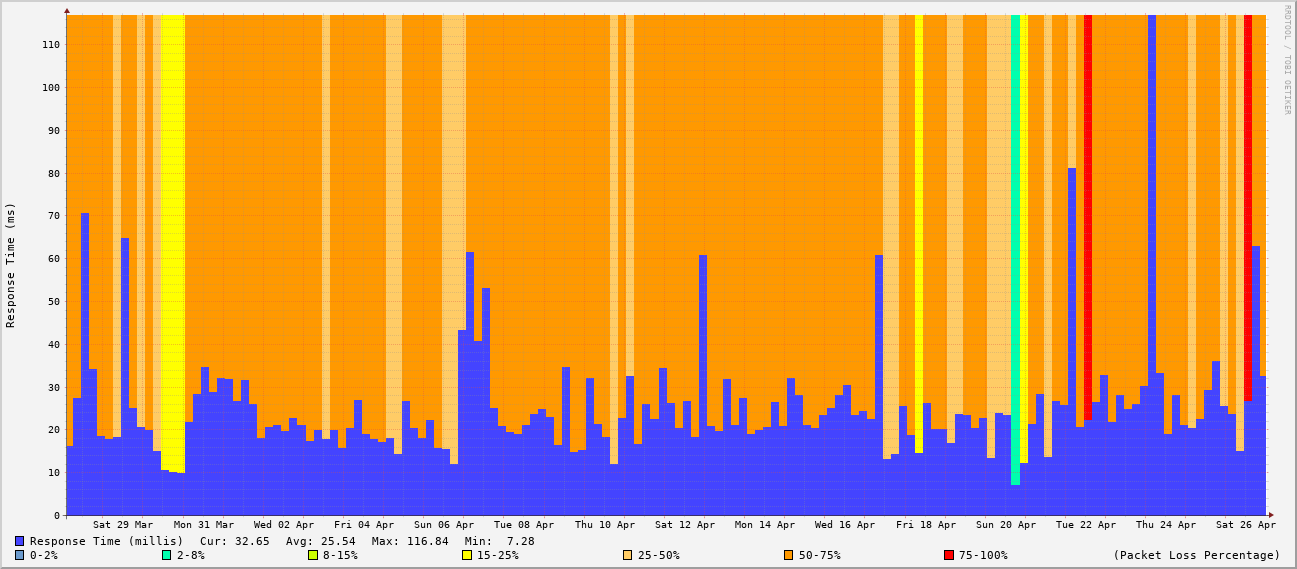 RRDTOOL / TOBI OETIKER
Response Time (ms)
110
100
90
80
70
60
50
40
30
20
10
0
Sat 29 Mar Mon 31 Mar Wed 02 Apr Fri 04 Apr Sun 06 Apr Tue 08 Apr Thu 10 Apr Sat 12 Apr Mon 14 Apr Wed 16 Apr Fri 18 Apr Sun 20 Apr Tue 22 Apr Thu 24 Apr Sat 26 Apr
Response Time (millis) Cur: 32.65 Avg: 25.54 Max: 116.84 Min: 7.28
0-2% 2-8% 8-15% 15-25% 25-50% 50-75% 75-100% (Packet Loss Percentage)